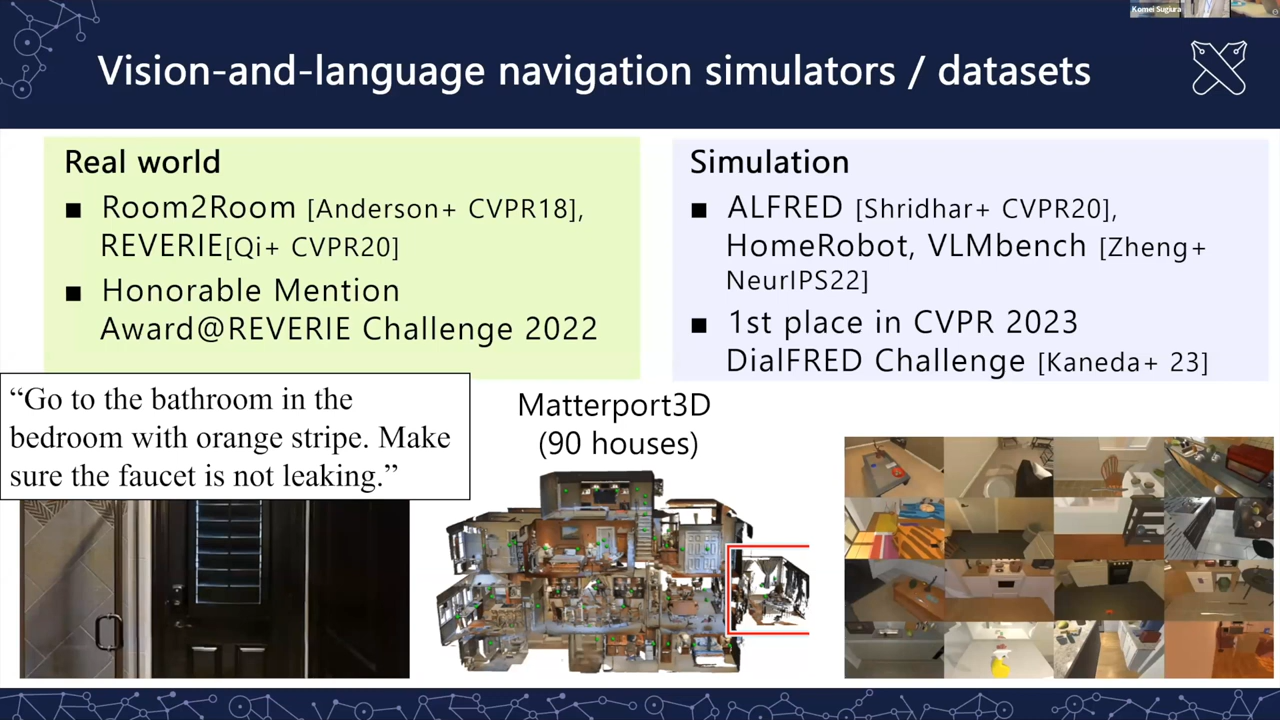 Komei Sugiura
Vision-and-language navigation simulators / datasets
Real world
■ Room2Room [Anderson+ CVPR18],
REVERIE[Qi+ CVPR20]
■ Honorable Mention
Award@REVERIE Challenge 2022
Simulation
■ ALFRED [Shridhar+ CVPR20],
HomeRobot, VLMbench [Zheng+
NeurIPS22]
■ 1st place in CVPR 2023
DialFRED Challenge [Kaneda+ 23]
“Go to the bathroom in the
bedroom with orange stripe. Make
sure the faucet is not leaking.”
Matterport3D
(90 houses)